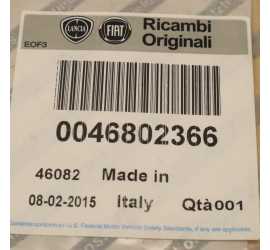 LANCIA FIAT Ricambi
Originali
EOF3
0046802366
46082 Made in
08-02-2015 Italy Qtà001